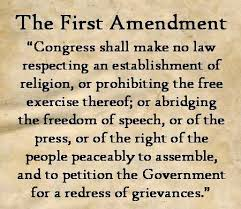 The First Amendment
“Congress shall make no law
respecting an establishment of
religion, or prohibiting the free
exercise thereof; or abridging
the freedom of speech, or of the
press, or of the right of the
people peaceably to assemble,
and to petition the Government
for a redress of grievances.”